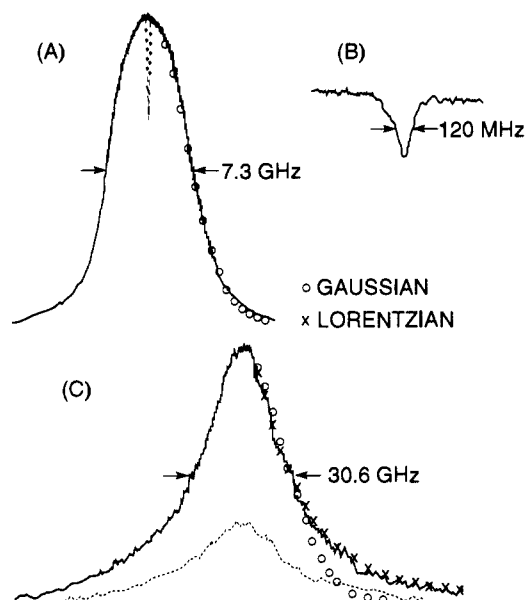 (A)
(B)
120 MHz
7.3 GHz
o GAUSSIAN
x LORENTZIAN
(C)
30.6 GHz